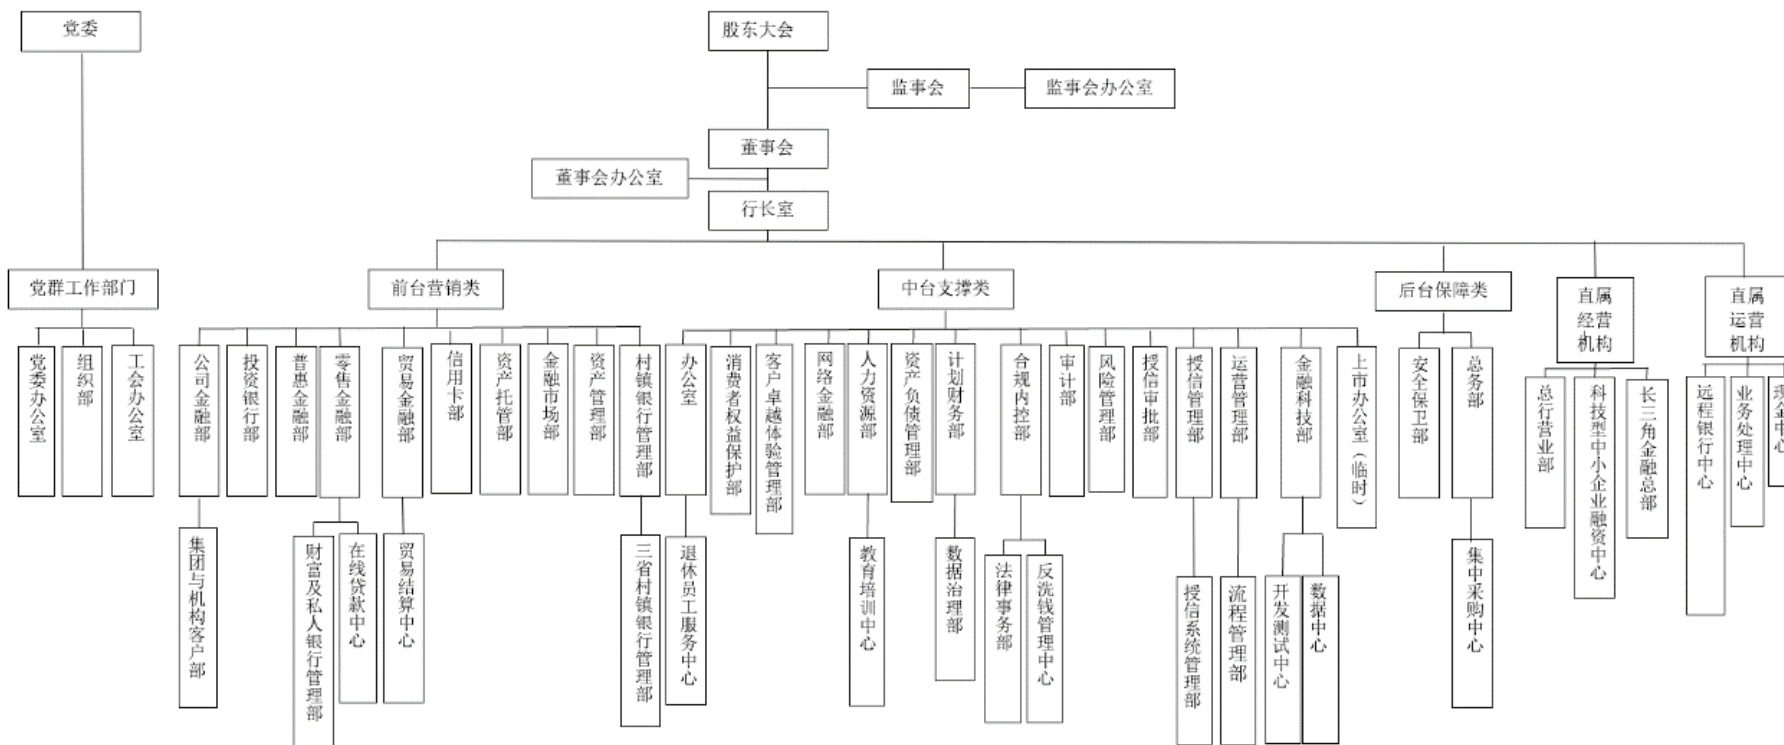 党委
股东大会
监事会
监事会办公室
董事会
董事会办公室
行长室
党群工作部门
前台营销类
中台支撑类
后台保障类
直属
经营
机构
直属
运营
机构
党委办公室
组织部
工会办公室
公司金融部
投资银行部
普惠金融部
零售金融部
贸易金融部
信用卡部
资产托管部
金融市场部
资产管理部
村镇银行管理部
办公室
消费者权益保护部
客户卓越体验管理部
网络金融部
人力资源部
资产负债管理部
计划财务部
合规内控部
审计部
风险管理部
授信审批部
授信管理部
运营管理部
金融科技部
上市办公室（临时）
安全保卫部
总务部
总行营业部
科技型中小企业融资中心
长三角金融总部
远程银行中心
业务处理中心
现金中心
集团与机构客户部
财富及私人银行管理部
在线贷款中心
贸易结算中心
三省村镇银行管理部
退休员工服务中心
教育培训中心
数据治理部
法律事务部
反洗钱管理中心
授信系统管理部
流程管理部
开发测试中心
数据中心
集中采购中心